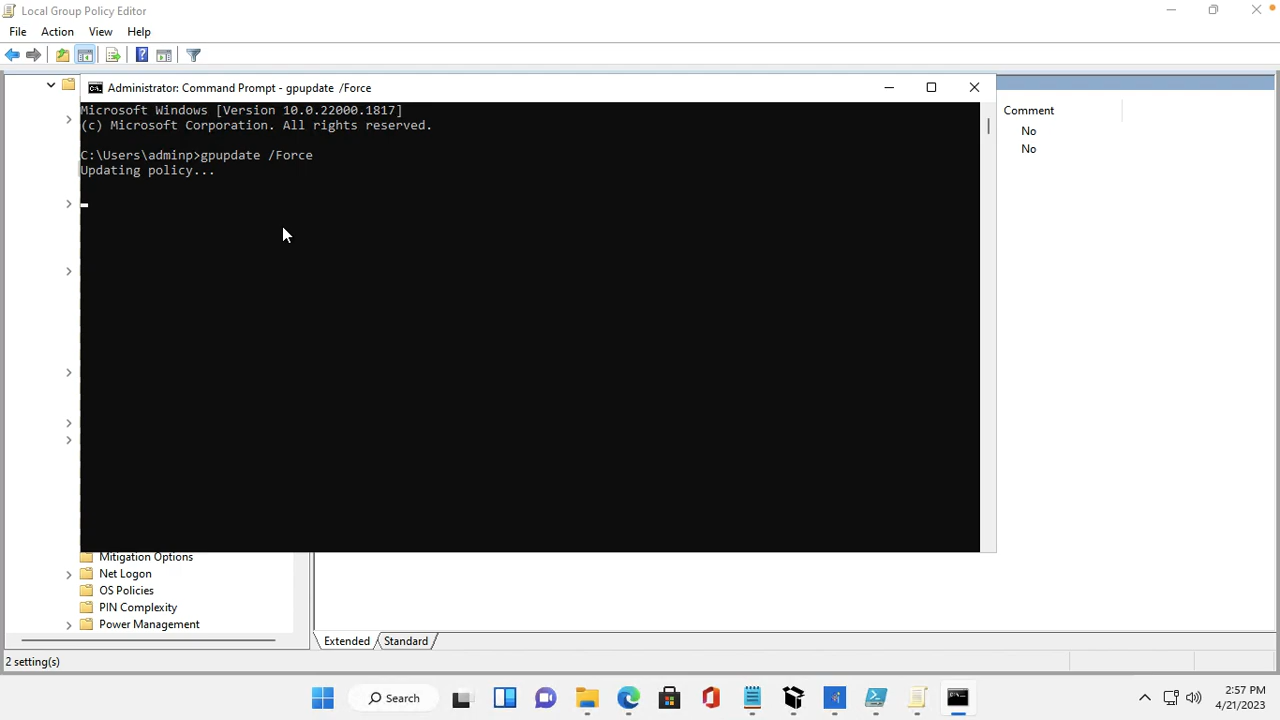 Local Group Policy Editor
File Action View Help
Administrator: Command Prompt - gpupdate /Force
Microsoft Windows [Version 10.0.22000.1817]
(c) Microsoft Corporation. All rights reserved.
C:\Users\adminp>gpupdate /Force
Updating policy...
Comment
No
No
Mitigation Options
Net Logon
OS Policies
PIN Complexity
Power Management
Extended Standard
2 setting(s)
Search
2:57 PM
4/21/2023